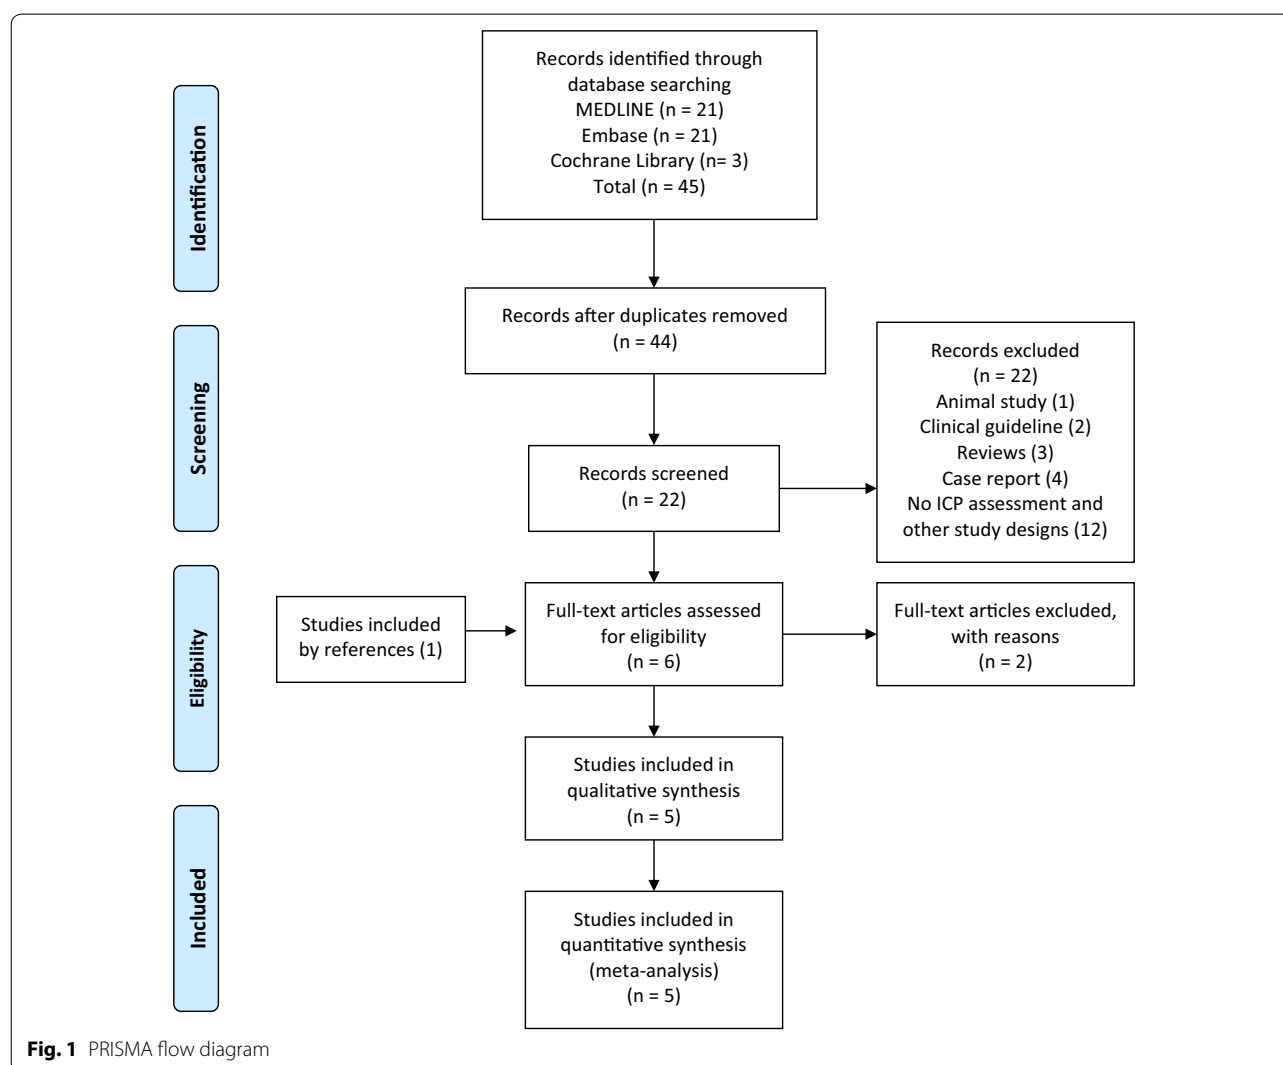 Identification
Records identified through
database searching
MEDLINE (n = 21)
Embase (n = 21)
Cochrane Library (n= 3)
Total (n = 45)
Screening
Records after duplicates removed
(n = 44)
Records screened
(n = 22)
Records excluded
(n = 22)
Animal study (1)
Clinical guideline (2)
Reviews (3)
Case report (4)
No ICP assessment and
other study designs (12)
Eligibility
Studies included
by references (1)
Full-text articles assessed
for eligibility
(n = 6)
Full-text articles excluded,
with reasons
(n = 2)
Studies included in
qualitative synthesis
(n = 5)
Included
Studies included in
quantitative synthesis
(meta-analysis)
(n = 5)
Fig. 1 PRISMA flow diagram